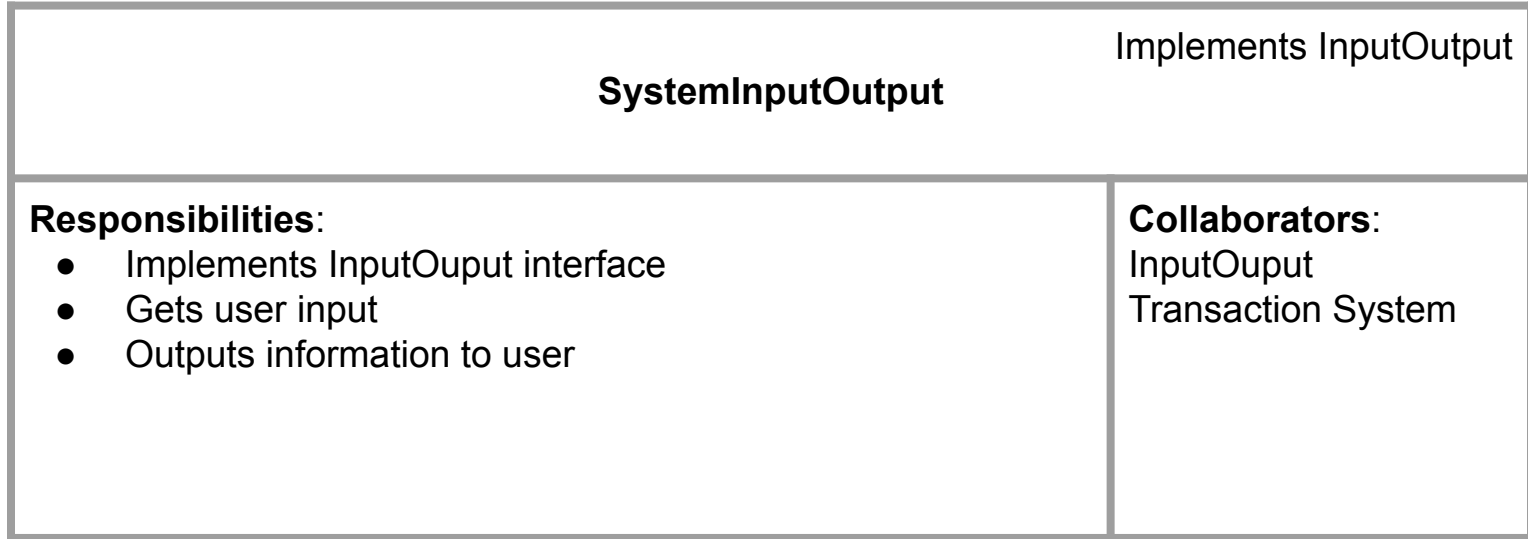 Implements InputOutput
SystemInputOutput
Responsibilities:
● Implements InputOuput interface
● Gets user input
● Outputs information to user
Collaborators:
InputOuput
Transaction System